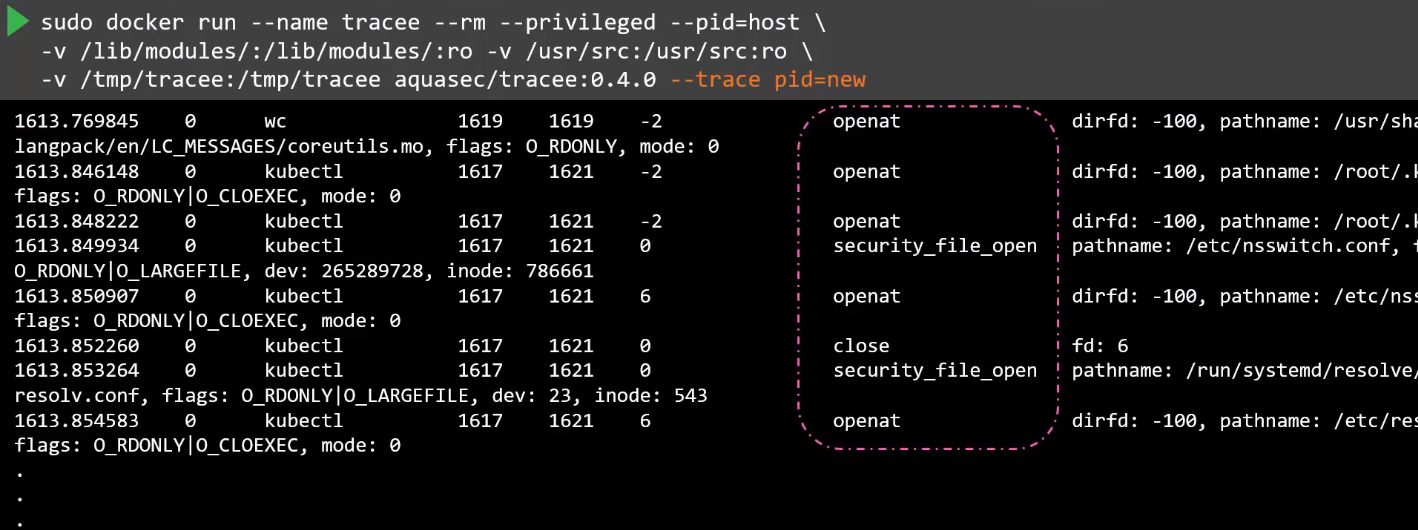 sudo docker run --name tracee --rm --privileged --pid=host \
-v /lib/modules/:/lib/modules/:ro -v /usr/src:/usr/src:ro \
-v /tmp/tracee:/tmp/tracee aquasec/tracee:0.4.0 --trace pid=new
1613.769845 0 wc 1619 1619 -2 openat dirfd: -100, pathname: /usr/sha
langpack/en/LC_MESSAGES/coreutils.mo, flags: O_RDONLY, mode: 0
1613.846148 0 kubectl 1617 1621 -2 openat dirfd: -100, pathname: /root/.k
flags: O_RDONLY|O_CLOEXEC, mode: 0
1613.848222 0 kubectl 1617 1621 -2 openat dirfd: -100, pathname: /root/.k
1613.849934 0 kubectl 1617 1621 0 security_file_open pathname: /etc/nsswitch.conf, f
O_RDONLY|O_LARGEFILE, dev: 265289728, inode: 786661
1613.850907 0 kubectl 1617 1621 6 openat dirfd: -100, pathname: /etc/nss
flags: O_RDONLY|O_CLOEXEC, mode: 0
1613.852260 0 kubectl 1617 1621 0 close fd: 6
1613.853264 0 kubectl 1617 1621 0 security_file_open pathname: /run/systemd/resolve/
resolv.conf, flags: O_RDONLY|O_LARGEFILE, dev: 23, inode: 543
1613.854583 0 kubectl 1617 1621 6 openat dirfd: -100, pathname: /etc/res
flags: O_RDONLY|O_CLOEXEC, mode: 0
.
.
.